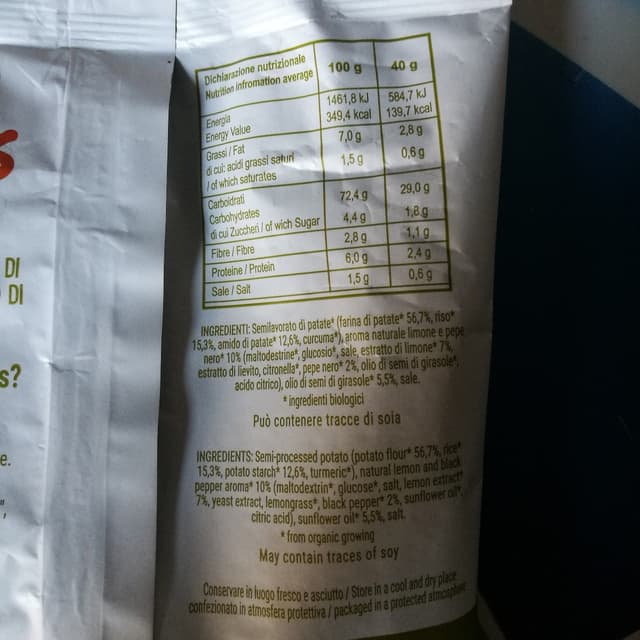 DI
DI
s?
e.
Dichiarazione nutrizionale
Nutrition infromation average
100 g
40 g
Energia
Energy Value
1461,8 kJ
349,4 kcal
584,7 kJ
139,7 kcal
Grassi / Fat
7,0 g
2,8 g
di cui: acidi grassi saturi
/ of which saturates
1,5 g
0,6 g
Carboidrati
Carbohydrates
72,4 g
29,0 g
di cui Zuccheri / of wich Sugar
4,4 g
1,8 g
Fibre / Fibre
2,8 g
1,1 g
Proteine / Protein
6,0 g
2,4 g
Sale / Salt
1,5 g
0,6 g
INGREDIENTI: Semilavorato di patate* (farina di patate* 56,7%, riso*
15,3%, amido di patate* 12,6%, curcuma*), aroma naturale limone e pepe
nero* 10% (maltodestrine*, glucosio*, sale, estratto di limone* 7%,
estratto di lievito, citronella*, pepe nero* 2%, olio di semi di girasole*,
acido citrico), olio di semi di girasole* 5,5%, sale.
* ingredienti biologici
Può contenere tracce di soia
INGREDIENTS: Semi-processed potato (potato flour* 56,7%, rice*
15,3%, potato starch* 12,6%, turmeric*), natural lemon and black
pepper aroma* 10% (maltodextrin*, glucose*, salt, lemon extract*
7%, yeast extract, lemongrass*, black pepper* 2%, sunflower oil*,
citric acid), sunflower oil* 5,5%, salt.
* from organic growing
May contain traces of soy
Conservare in luogo fresco e asciutto / Store in a cool and dry place
confezionato in atmosfera protettiva / packaged in a protected atmosphere